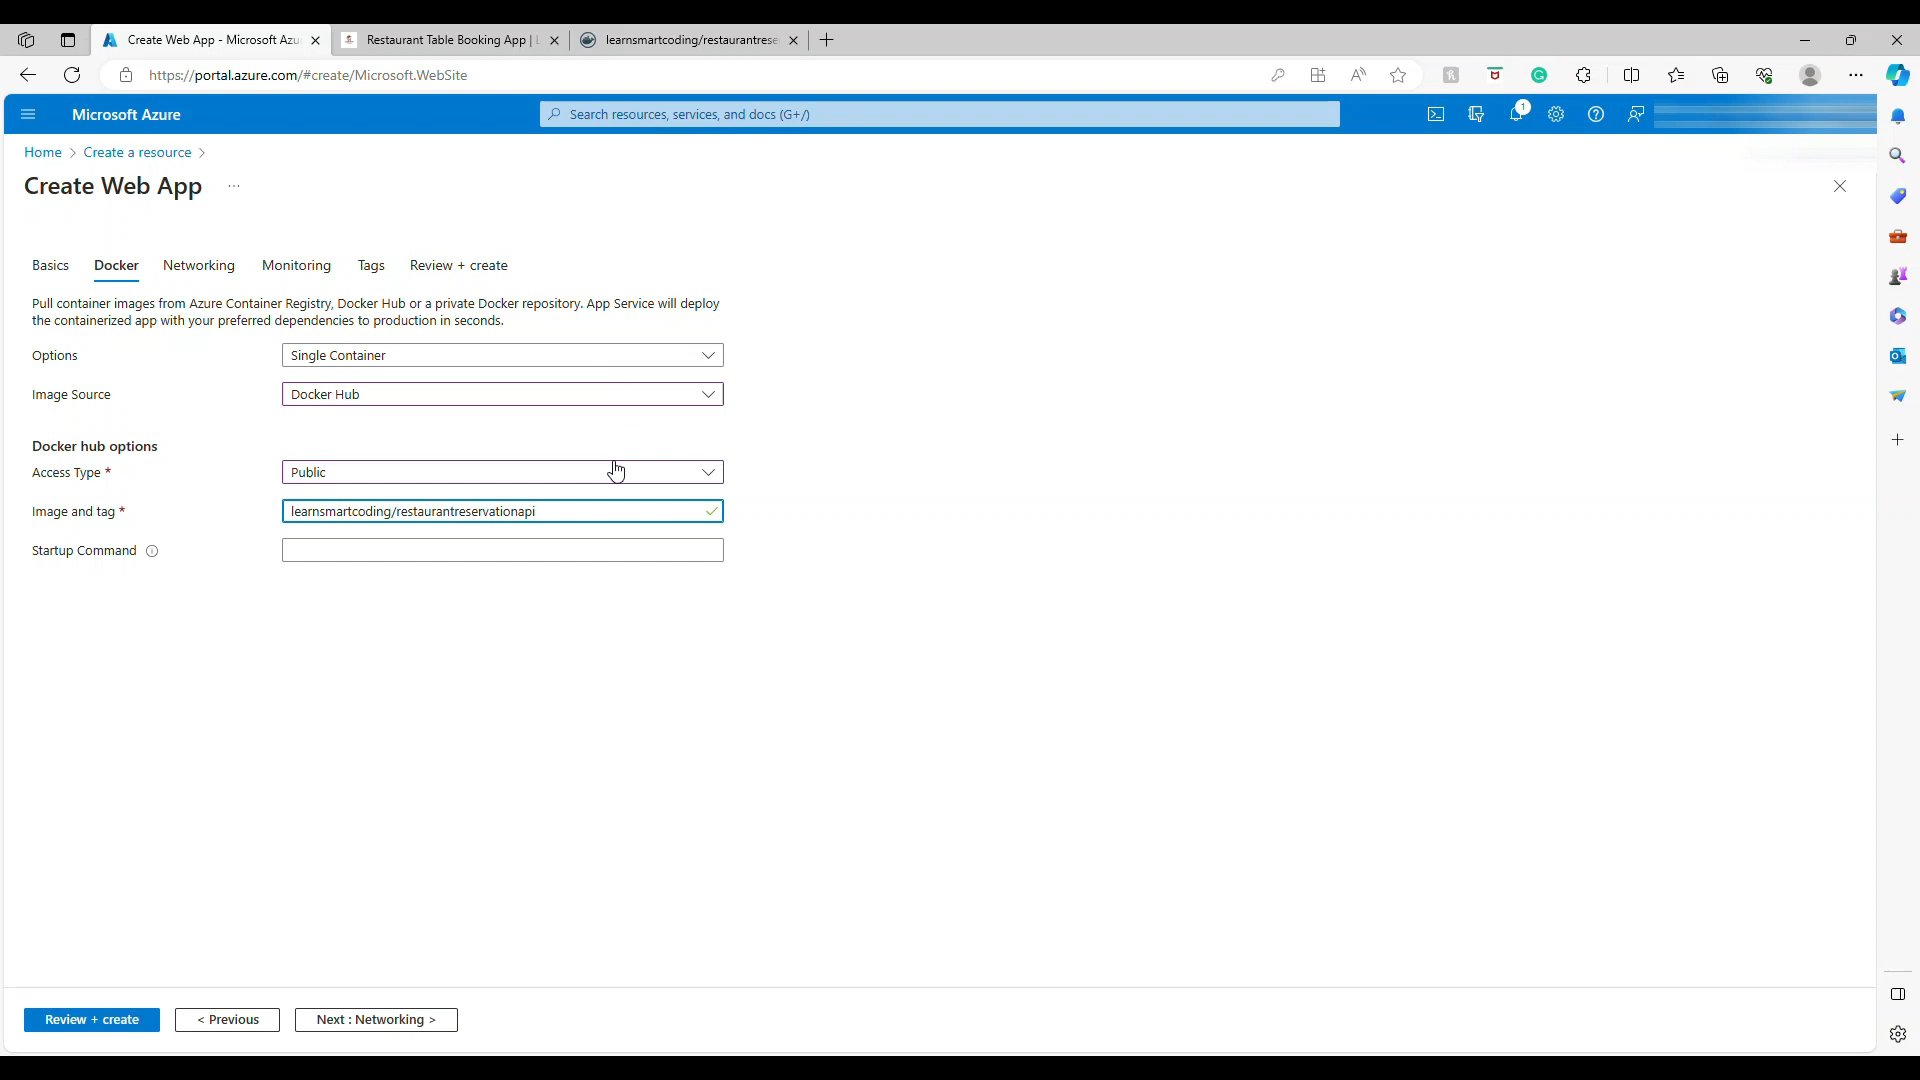 Create Web App - Microsoft Azu
Restaurant Table Booking App |
learnsmartcoding/restaurantrese
https://portal.azure.com/#create/Microsoft.WebSite
Microsoft Azure
Search resources, services, and docs (G+/)
1
Home > Create a resource >
Create Web App ...
Basics Docker Networking Monitoring Tags Review + create
Pull container images from Azure Container Registry, Docker Hub or a private Docker repository. App Service will deploy
the containerized app with your preferred dependencies to production in seconds.
Options Single Container
Image Source Docker Hub
Docker hub options
Access Type * Public
Image and tag * learnsmartcoding/restaurantreservationapi
Startup Command
Review + create < Previous Next : Networking >